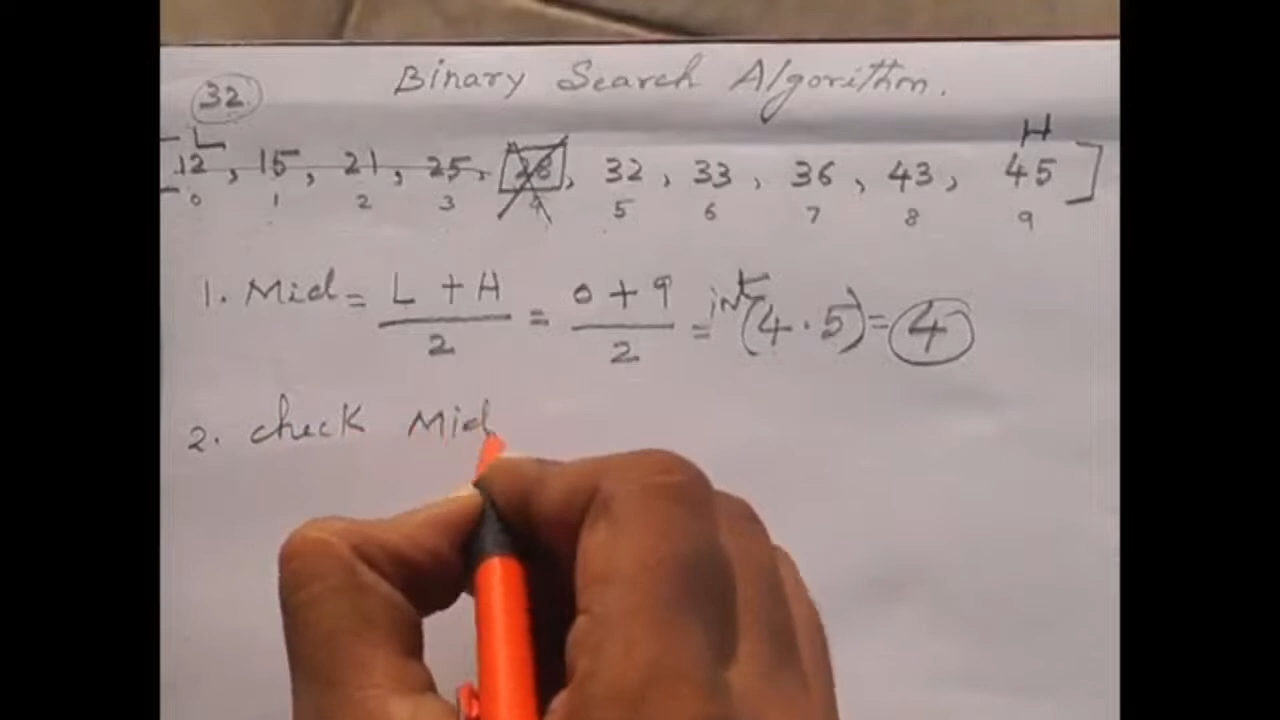 Binary Search Algorithm.
32
L H
12, 15, 21, 25, 28, 32, 33, 36, 43, 45]
0 1 2 3 4 5 6 7 8 9
1. Mid = L + H / 2 = 0 + 9 / 2 = int(4.5) = 4
2. check Mid